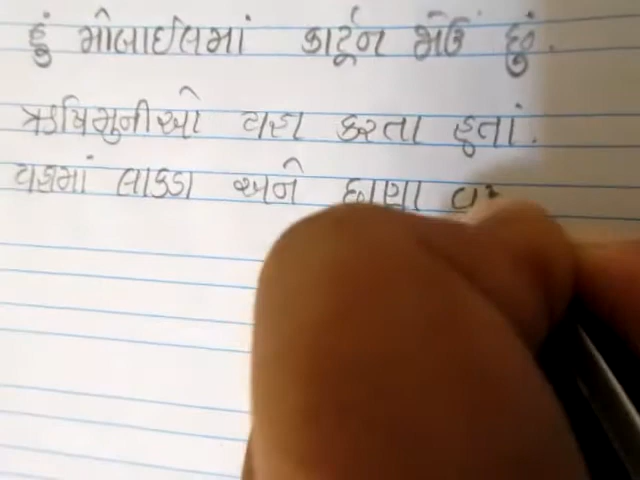 હું મોબાઈલમાં કાર્ટૂન જોઉં છું.
ઋષિમુનીઓ યજ્ઞ કરતા હતાં.
યજ્ઞમાં લાકડા અને છાણા